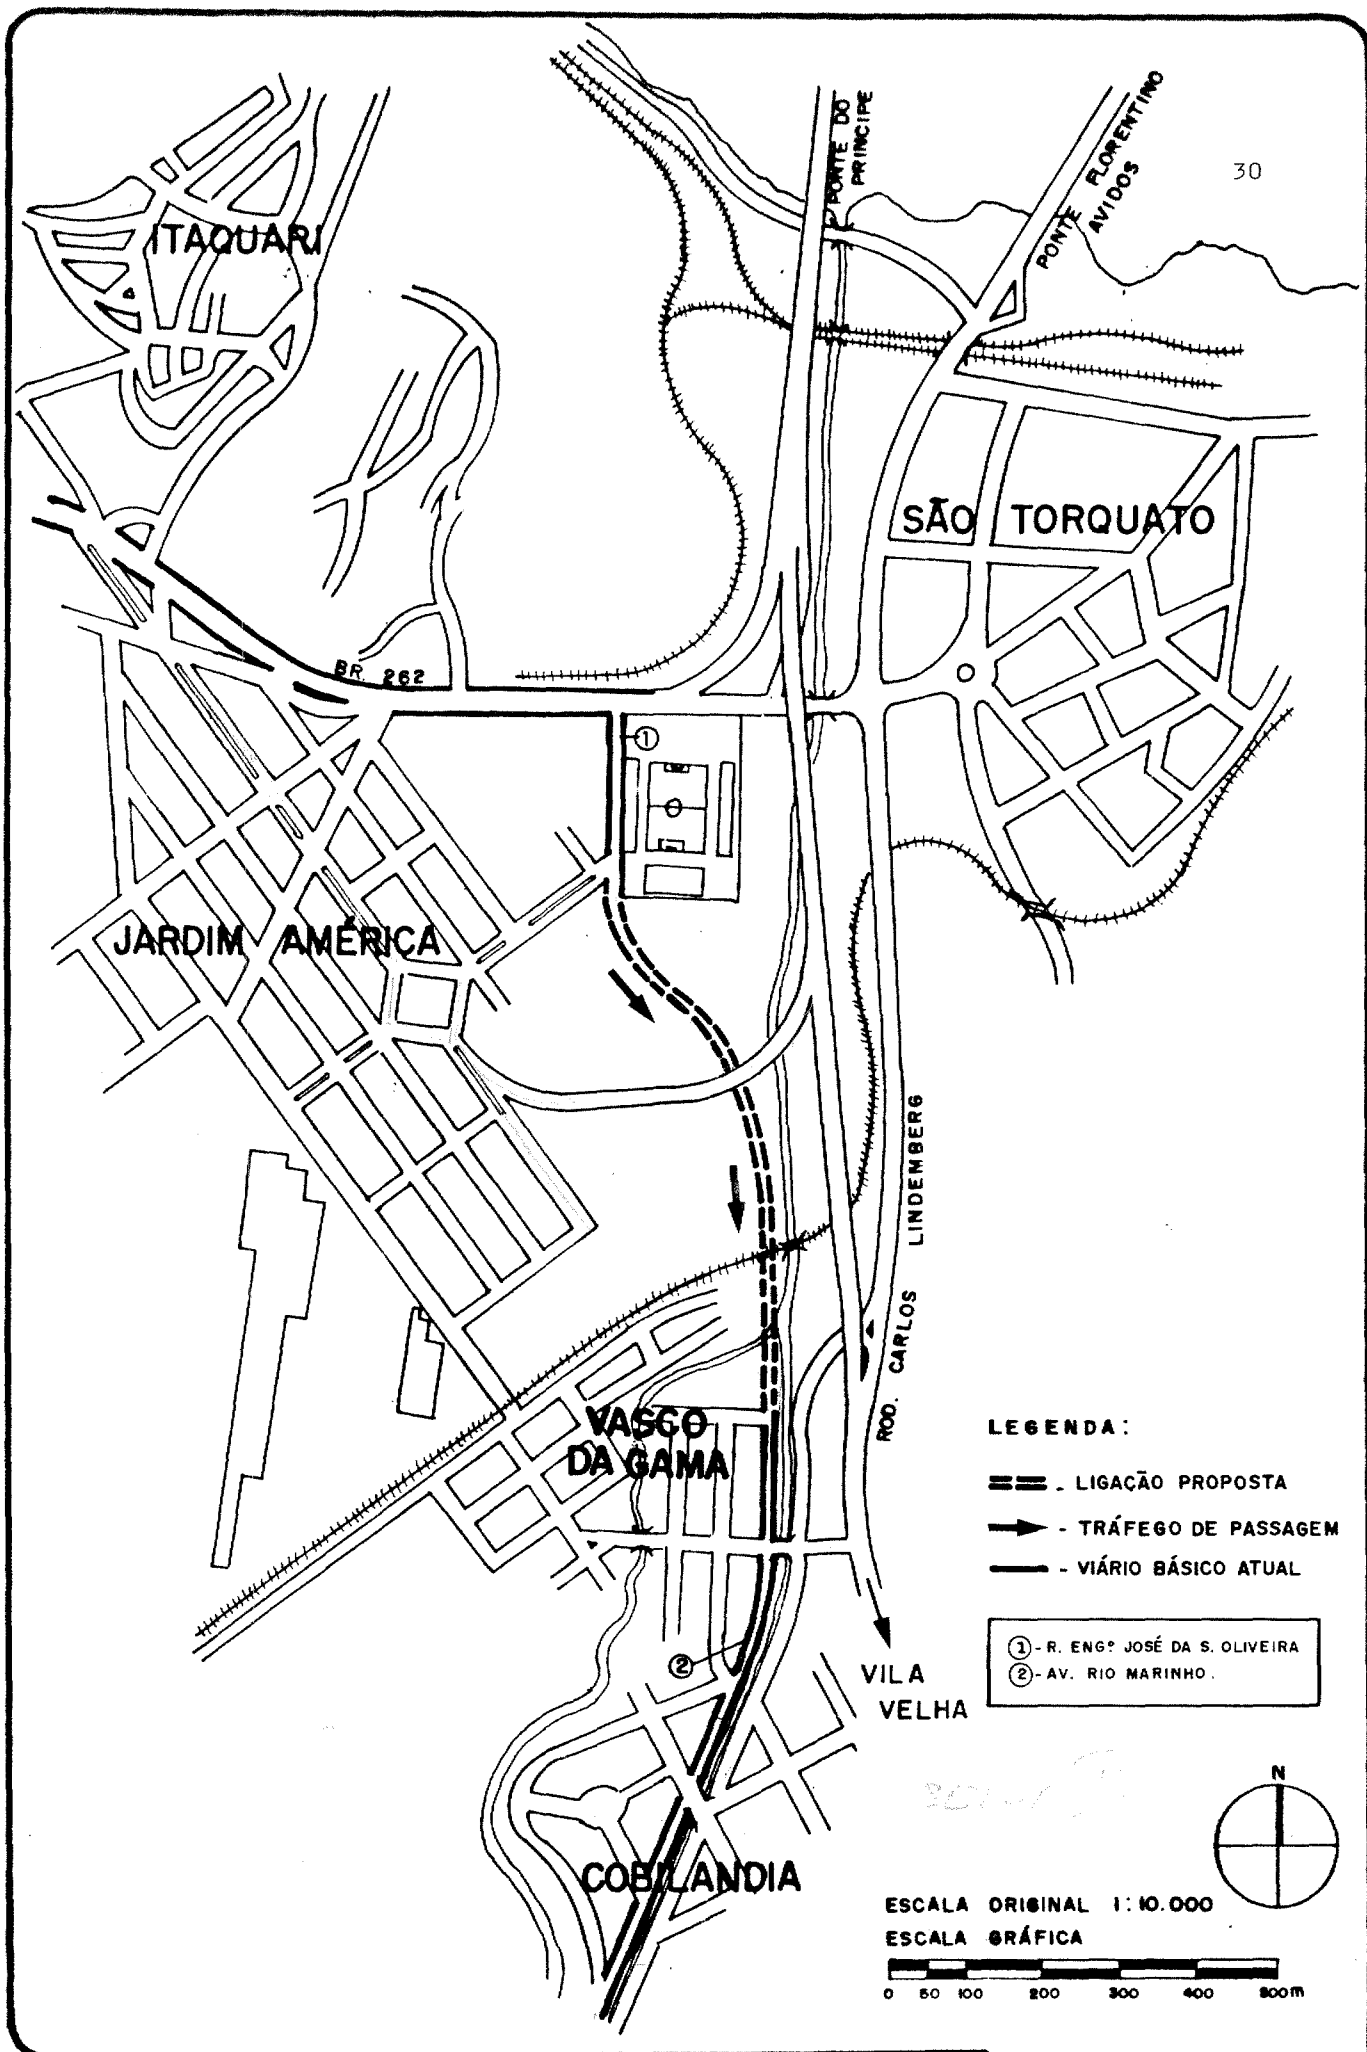 30
PONTE DO
PRINCIPE
PONTE FLORENTINO
AVIDOS
ITAQUARI
SÃO TORQUATO
BR. 262
1
JARDIM AMÉRICA
ROD. CARLOS LINDEMBERG
VASCO
DA GAMA
2
VILA
VELHA
COBILANDIA
LEGENDA:
- LIGAÇÃO PROPOSTA
- TRÁFEGO DE PASSAGEM
- VIÁRIO BÁSICO ATUAL
1 - R. ENGº JOSÉ DA S. OLIVEIRA
2 - AV. RIO MARINHO.
N
ESCALA ORIGINAL 1:10.000
ESCALA GRÁFICA
0 50 100 200 300 400 500m